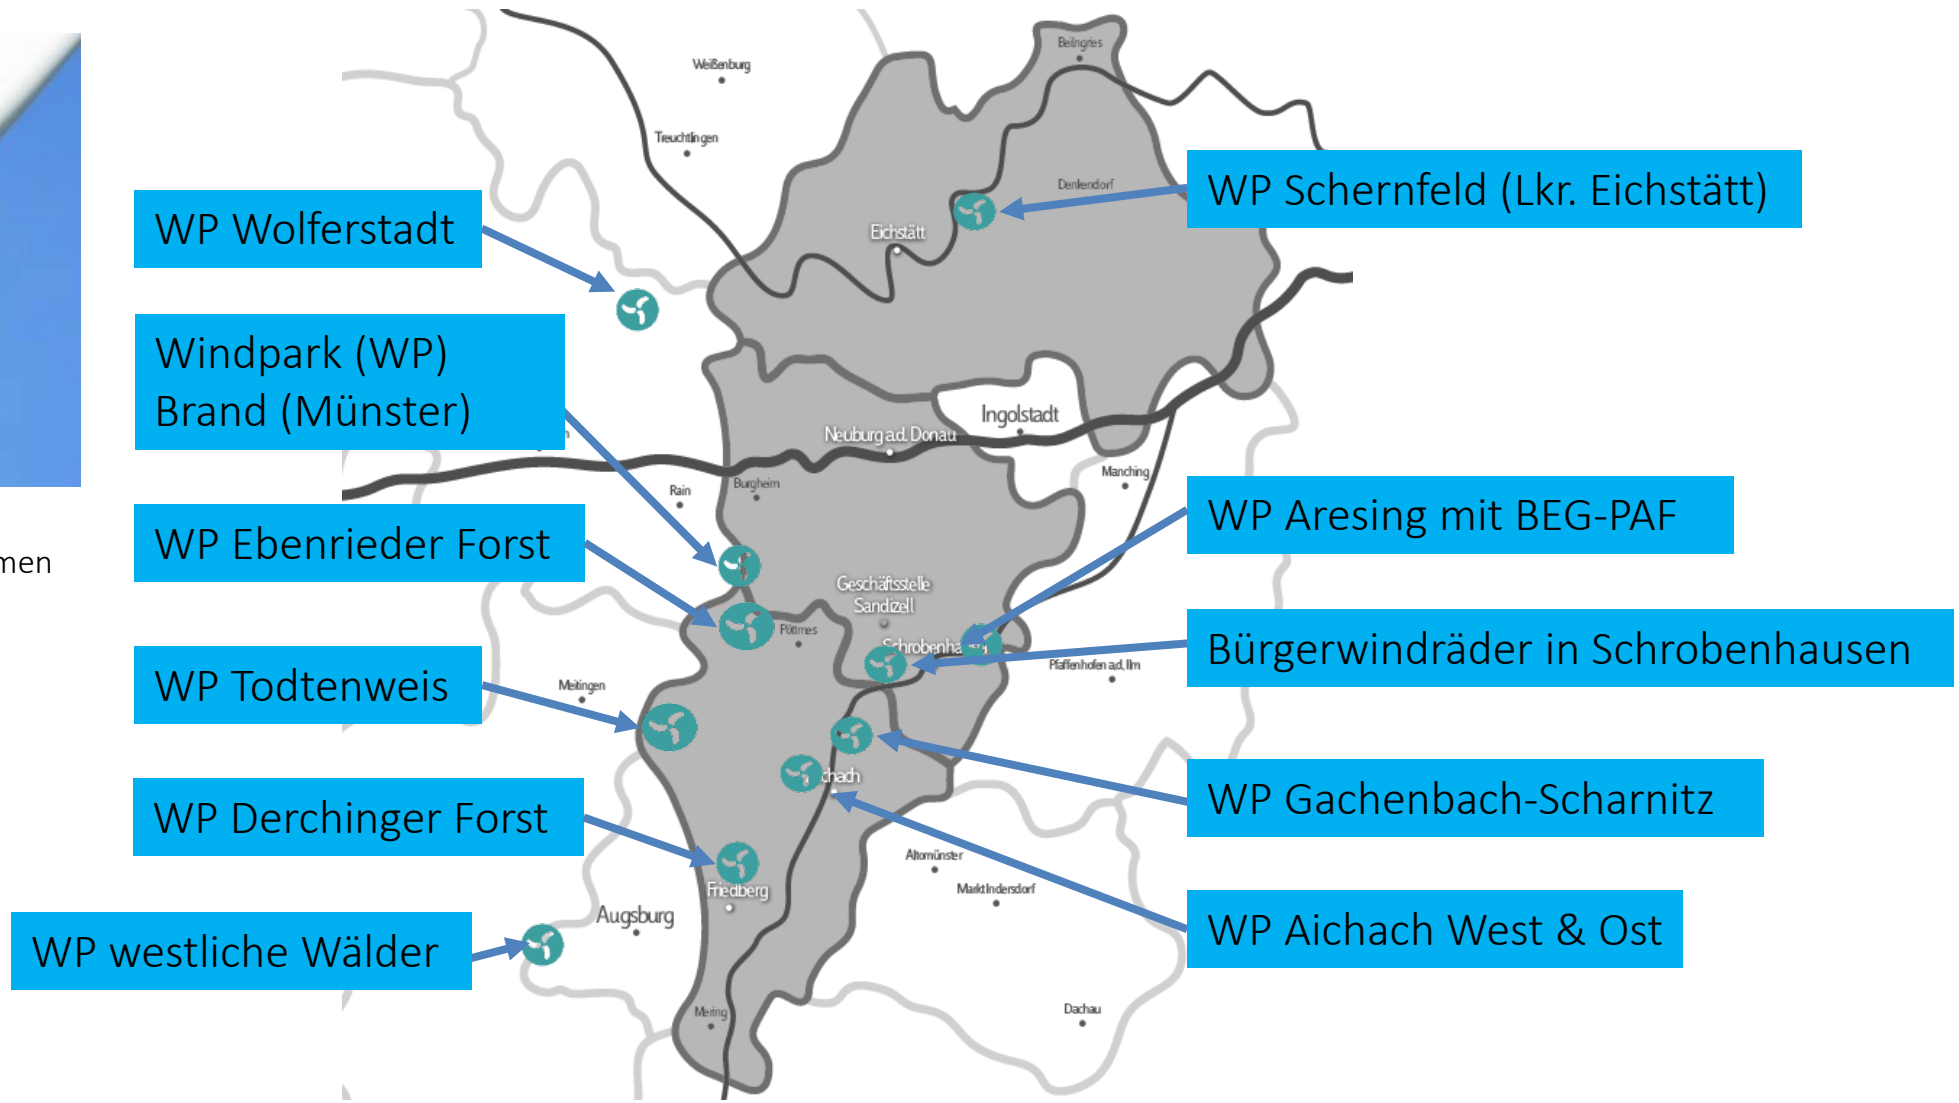 Beilngries
Weißenburg
Treuchtlingen
WP Schernfeld (Lkr. Eichstätt)
Denkendorf
WP Wolferstadt
Eichstätt
Windpark (WP)
Brand (Münster)
Ingolstadt
Neuburg a.d. Donau
Manching
Rain
Burgheim
WP Aresing mit BEG-PAF
WP Ebenrieder Forst
Geschäftsstelle
Sandizell
Pöttmes
Pfaffenhofen a.d. Ilm
Bürgerwindräder in Schrobenhausen
WP Todtenweis
Meitingen
WP Gachenbach-Scharnitz
WP Derchinger Forst
Altomünster
Markt Indersdorf
Friedberg
Augsburg
WP Aichach West & Ost
WP westliche Wälder
Mering
Dachau